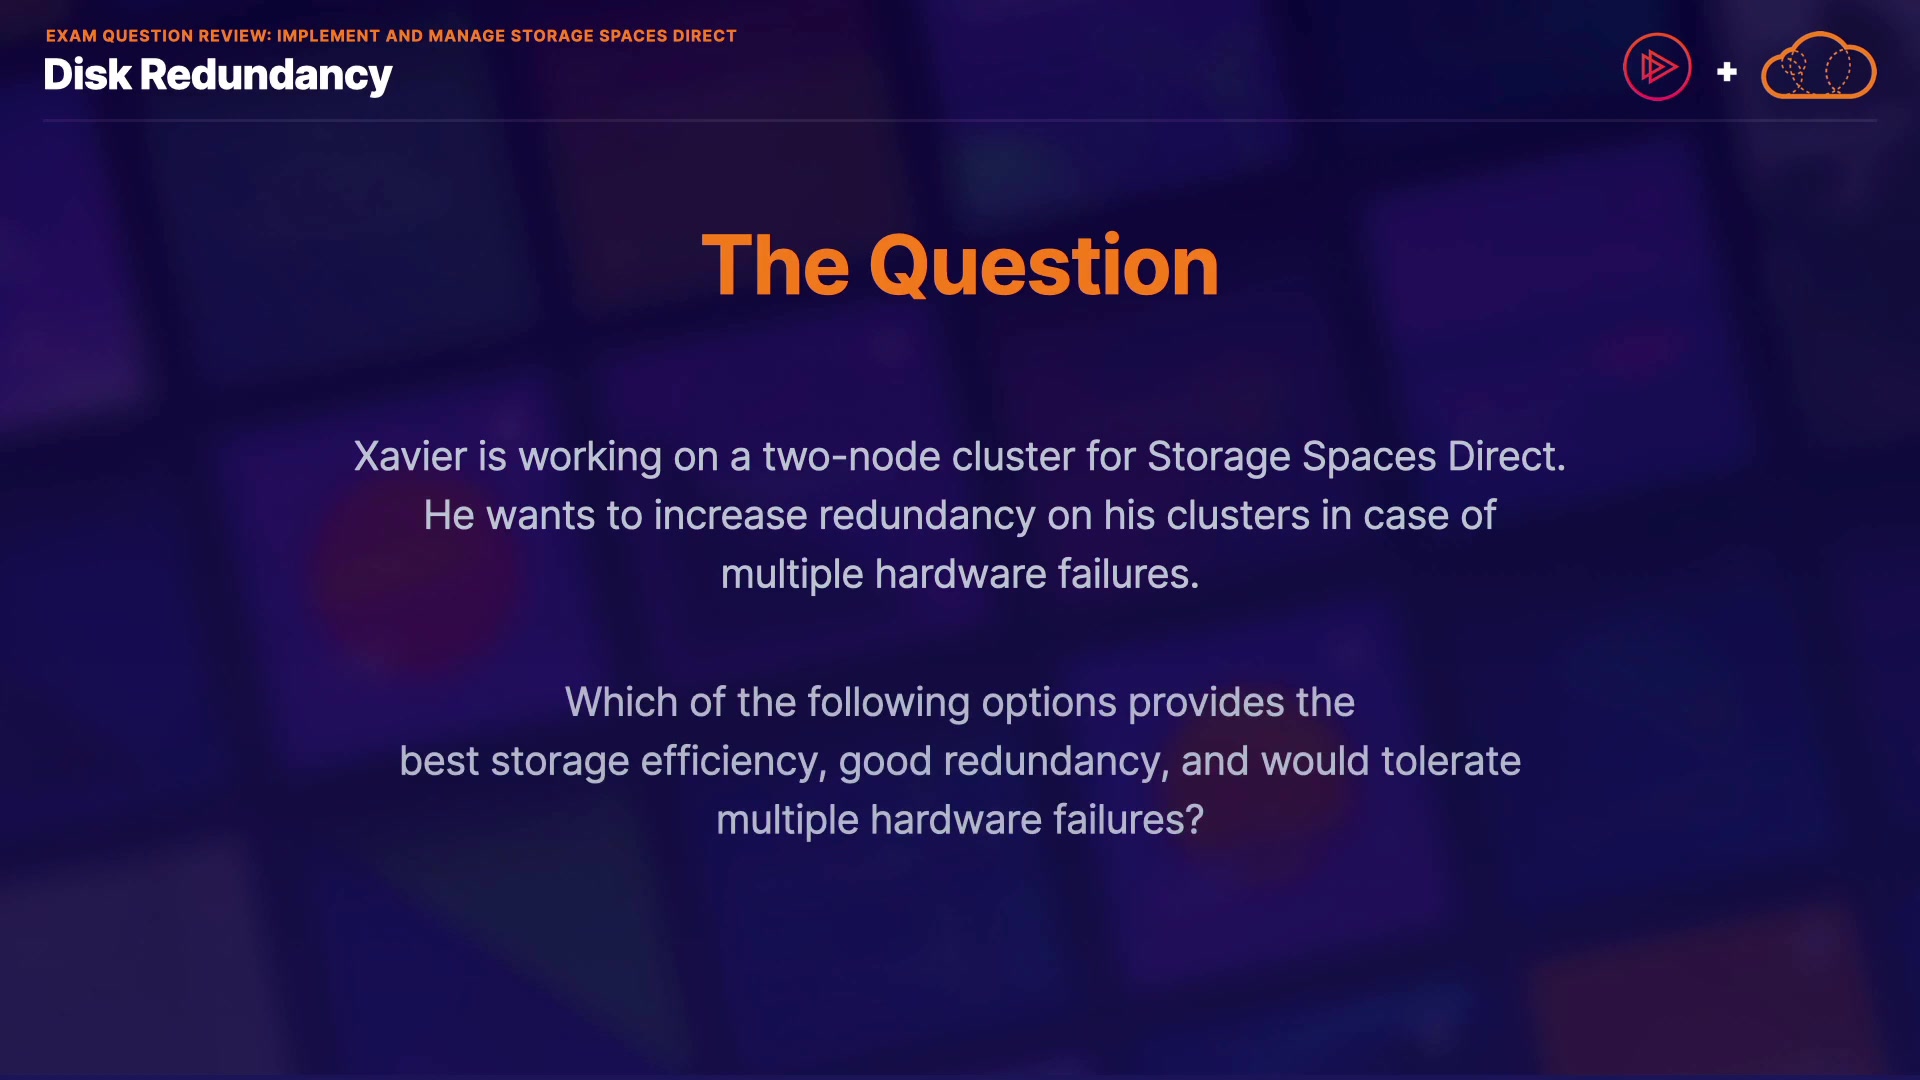 EXAM QUESTION REVIEW: IMPLEMENT AND MANAGE STORAGE SPACES DIRECT
Disk Redundancy
The Question
Xavier is working on a two-node cluster for Storage Spaces Direct.
He wants to increase redundancy on his clusters in case of
multiple hardware failures.
Which of the following options provides the
best storage efficiency, good redundancy, and would tolerate
multiple hardware failures?